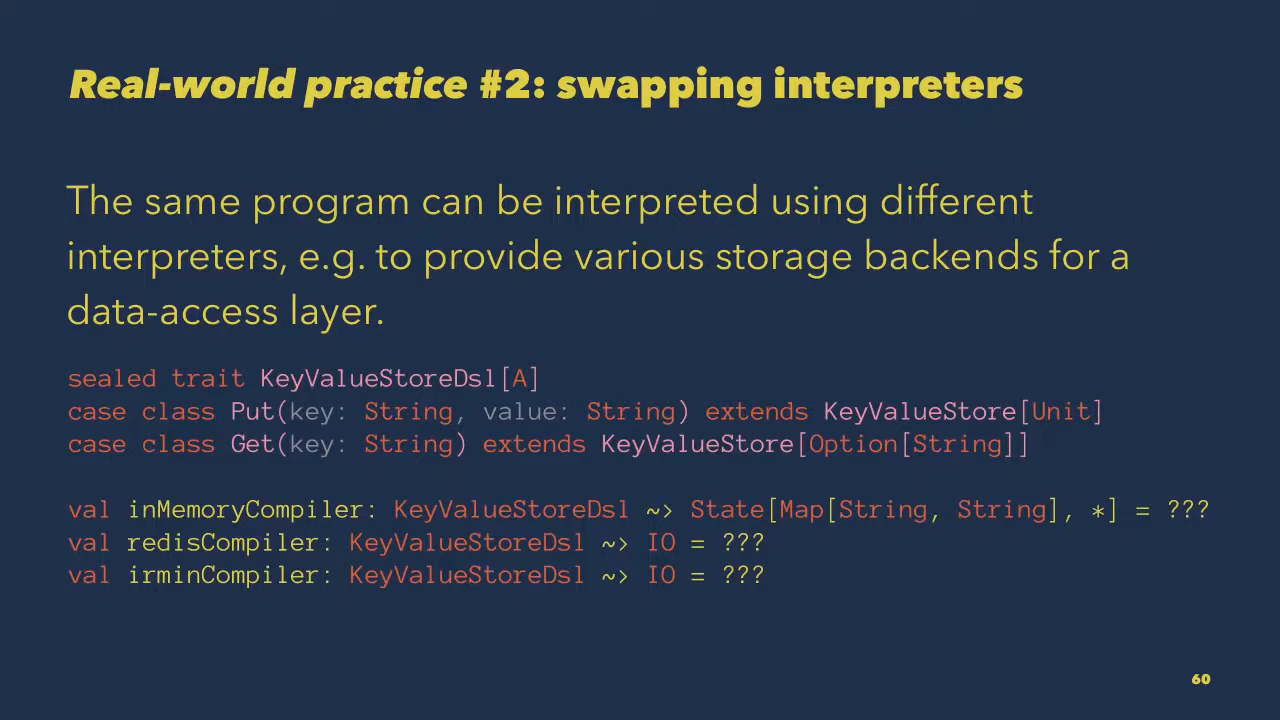 Real-world practice #2: swapping interpreters
The same program can be interpreted using different
interpreters, e.g. to provide various storage backends for a
data-access layer.
sealed trait KeyValueStoreDsl[A]
case class Put(key: String, value: String) extends KeyValueStore[Unit]
case class Get(key: String) extends KeyValueStore[Option[String]]
val inMemoryCompiler: KeyValueStoreDsl ~> State[Map[String, String], *] = ???
val redisCompiler: KeyValueStoreDsl ~> IO = ???
val irminCompiler: KeyValueStoreDsl ~> IO = ???
60